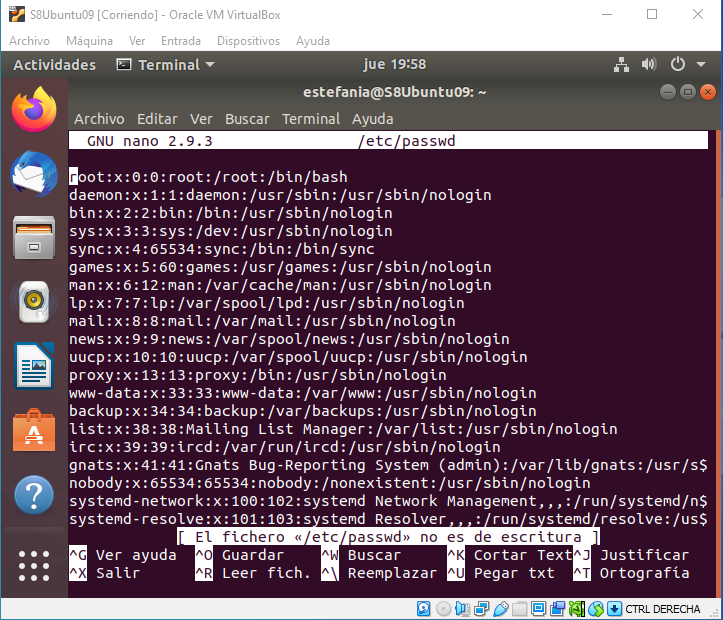 S8Ubuntu09 [Corriendo] - Oracle VM VirtualBox
Archivo Máquina Ver Entrada Dispositivos Ayuda
Actividades Terminal jue 19:58
estefania@S8Ubuntu09: ~
Archivo Editar Ver Buscar Terminal Ayuda
GNU nano 2.9.3 /etc/passwd
root:x:0:0:root:/root:/bin/bash
daemon:x:1:1:daemon:/usr/sbin:/usr/sbin/nologin
bin:x:2:2:bin:/bin:/usr/sbin/nologin
sys:x:3:3:sys:/dev:/usr/sbin/nologin
sync:x:4:65534:sync:/bin:/bin/sync
games:x:5:60:games:/usr/games:/usr/sbin/nologin
man:x:6:12:man:/var/cache/man:/usr/sbin/nologin
lp:x:7:7:lp:/var/spool/lpd:/usr/sbin/nologin
mail:x:8:8:mail:/var/mail:/usr/sbin/nologin
news:x:9:9:news:/var/spool/news:/usr/sbin/nologin
uucp:x:10:10:uucp:/var/spool/uucp:/usr/sbin/nologin
proxy:x:13:13:proxy:/bin:/usr/sbin/nologin
www-data:x:33:33:www-data:/var/www:/usr/sbin/nologin
backup:x:34:34:backup:/var/backups:/usr/sbin/nologin
list:x:38:38:Mailing List Manager:/var/list:/usr/sbin/nologin
irc:x:39:39:ircd:/var/run/ircd:/usr/sbin/nologin
gnats:x:41:41:Gnats Bug-Reporting System (admin):/var/lib/gnats:/usr/s$
nobody:x:65534:65534:nobody:/nonexistent:/usr/sbin/nologin
systemd-network:x:100:102:systemd Network Management,,,:/run/systemd/n$
systemd-resolve:x:101:103:systemd Resolver,,,:/run/systemd/resolve:/us$
[ El fichero «/etc/passwd» no es de escritura ]
^G Ver ayuda ^O Guardar ^W Buscar ^K Cortar Text ^J Justificar
^X Salir ^R Leer fich. ^\ Reemplazar ^U Pegar txt ^T Ortografía
CTRL DERECHA